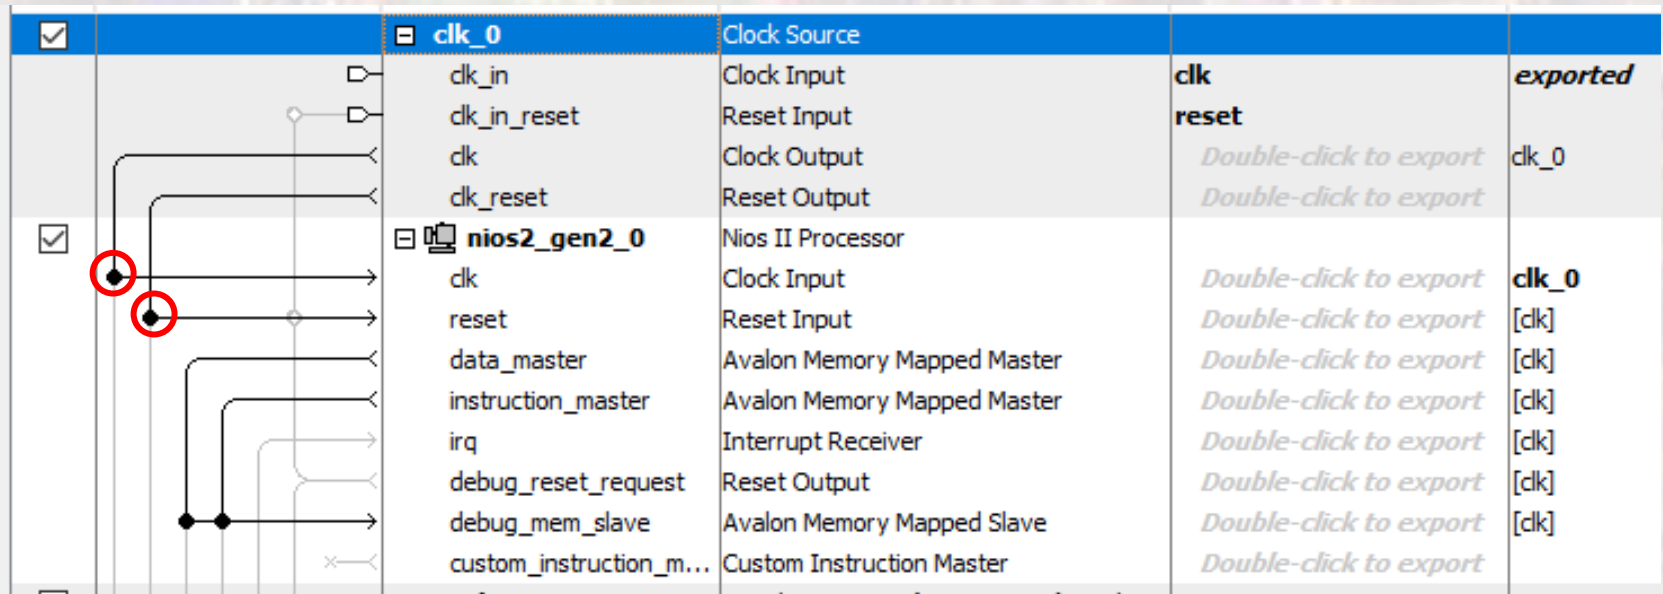 clk_0 Clock Source
clk_in Clock Input clk exported
clk_in_reset Reset Input reset
clk Clock Output Double-click to export clk_0
clk_reset Reset Output Double-click to export
nios2_gen2_0 Nios II Processor
clk Clock Input Double-click to export clk_0
reset Reset Input Double-click to export [clk]
data_master Avalon Memory Mapped Master Double-click to export [clk]
instruction_master Avalon Memory Mapped Master Double-click to export [clk]
irq Interrupt Receiver Double-click to export [clk]
debug_reset_request Reset Output Double-click to export [clk]
debug_mem_slave Avalon Memory Mapped Slave Double-click to export [clk]
custom_instruction_m... Custom Instruction Master Double-click to export